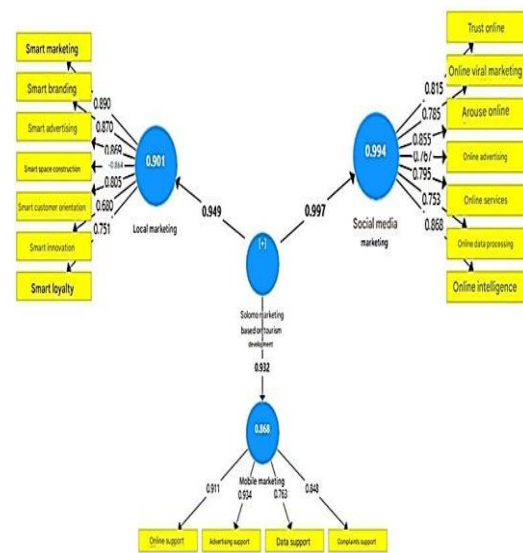 Smart marketing
Smart branding
Smart advertising
Smart space construction
Smart customer orientation
Smart innovation
Smart loyalty
0.890
0.870
0.869
-0.864
0.805
0.680
0.751
0.901
Local marketing
0.949
0.997
[+]
Solomo marketing
based on tourism
development
0.932
0.994
Social media
marketing
0.815
0.785
0.855
0.795
0.753
0.868
Trust online
Online viral marketing
Arouse online
Online advertising
Online services
Online data processing
Online intelligence
0.868
Mobile marketing
0.911
0.934
0.763
0.848
Online support
Advertising support
Data support
Complaints support